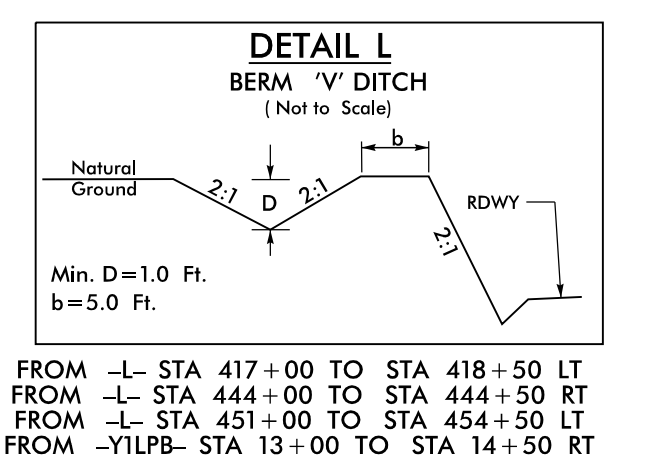 DETAIL L
BERM 'V' DITCH
( Not to Scale)
b
Natural
Ground
2:1
D
2:1
RDWY
2:1
Min. D=1.0 Ft.
b=5.0 Ft.
FROM -L- STA 417+00 TO STA 418+50 LT
FROM -L- STA 444+00 TO STA 444+50 RT
FROM -L- STA 451+00 TO STA 454+50 LT
FROM -Y1LPB- STA 13+00 TO STA 14+50 RT